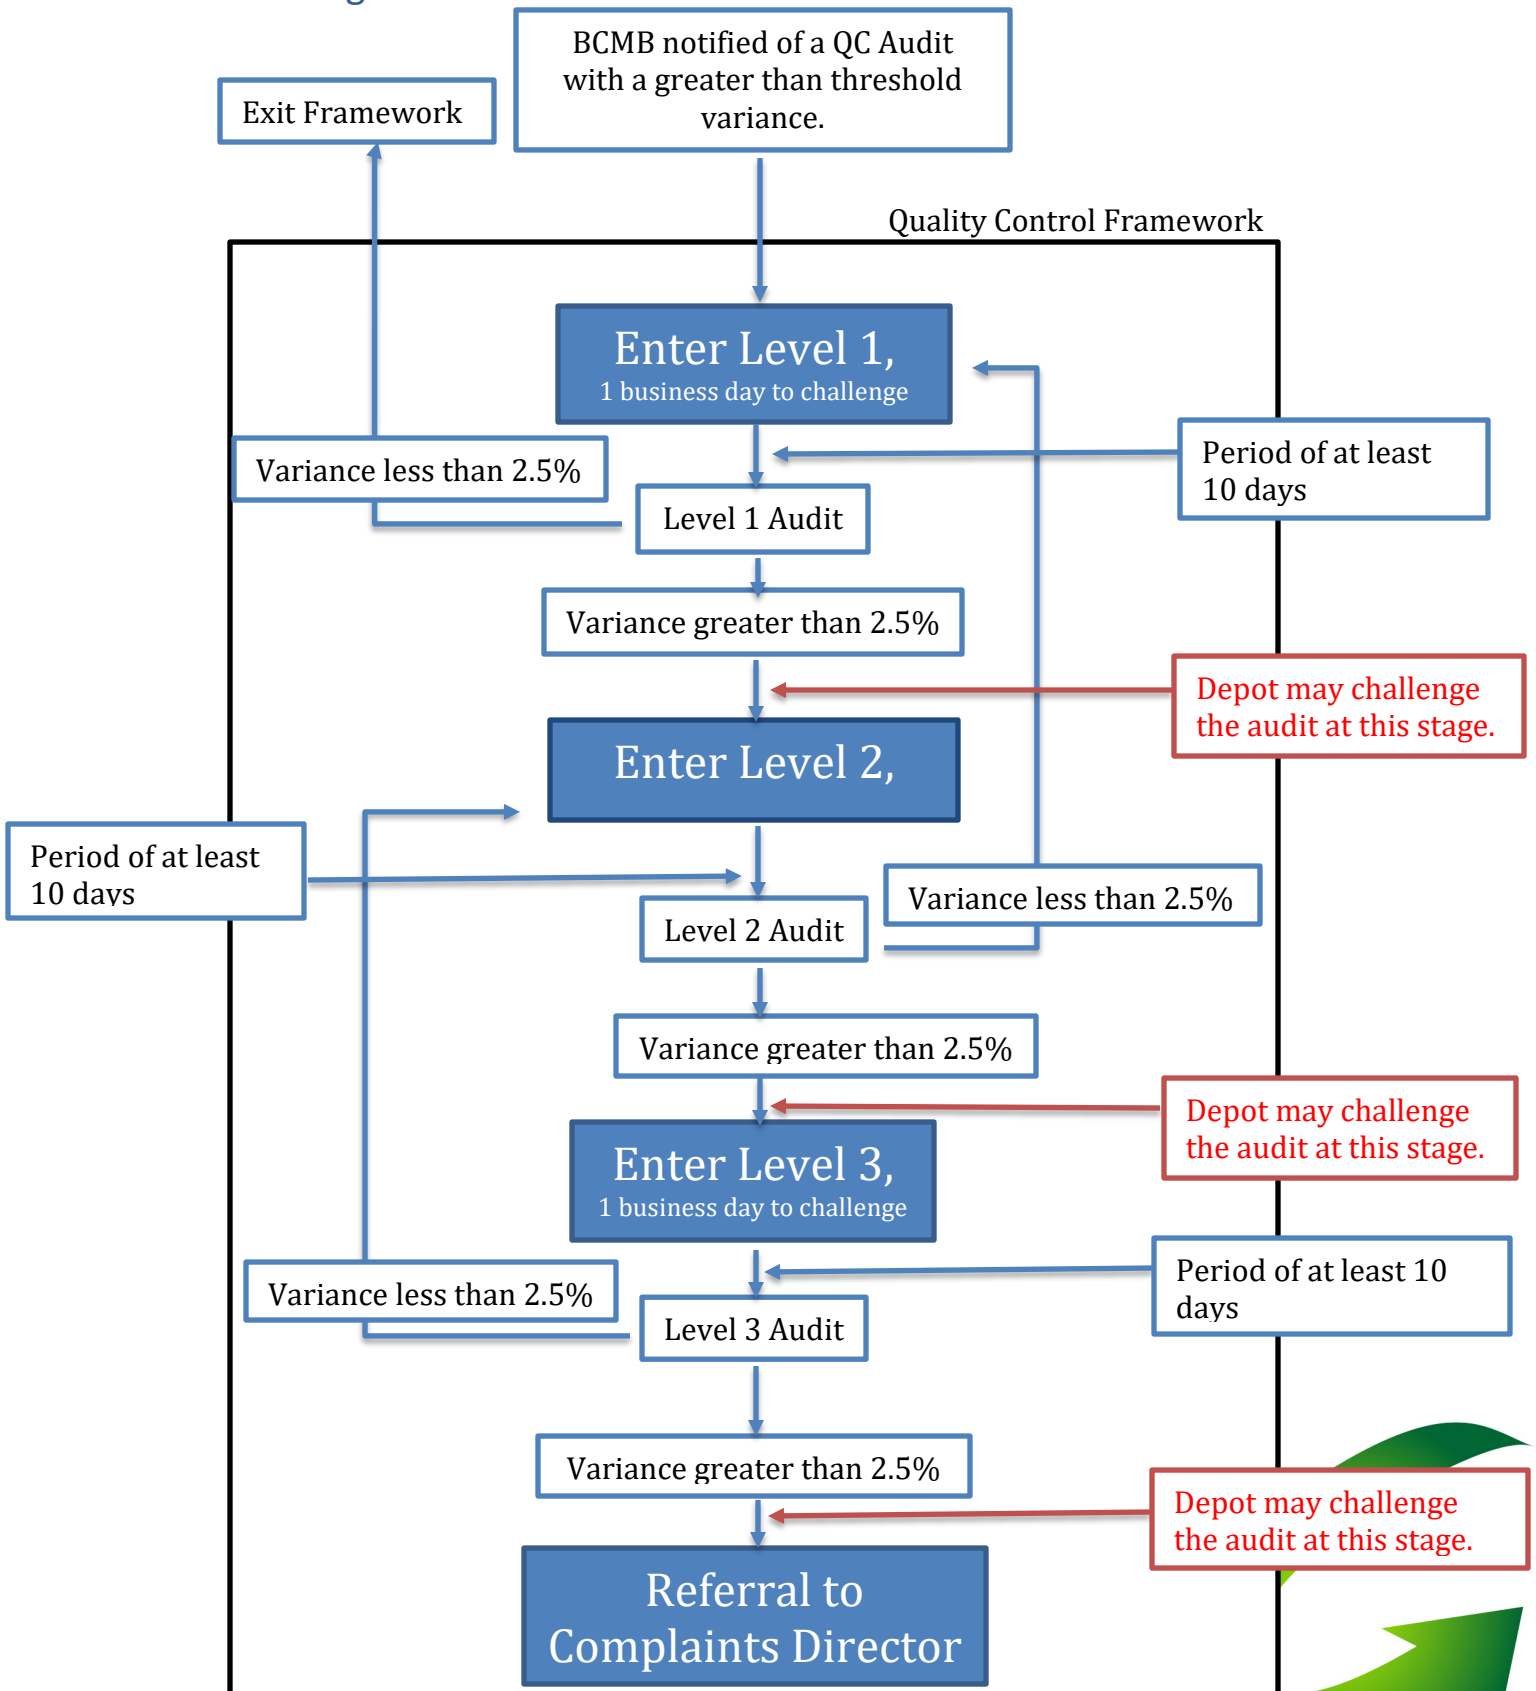 BCMB notified of a QC Audit
with a greater than threshold
variance.
Exit Framework
Quality Control Framework
Enter Level 1,
1 business day to challenge
Period of at least
10 days
Variance less than 2.5%
Level 1 Audit
Variance greater than 2.5%
Depot may challenge
the audit at this stage.
Enter Level 2,
Period of at least
10 days
Variance less than 2.5%
Level 2 Audit
Variance greater than 2.5%
Depot may challenge
the audit at this stage.
Enter Level 3,
1 business day to challenge
Period of at least 10
days
Variance less than 2.5%
Level 3 Audit
Variance greater than 2.5%
Depot may challenge
the audit at this stage.
Referral to
Complaints Director